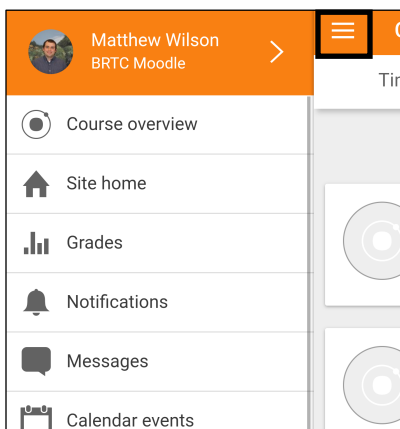 Matthew Wilson
BRTC Moodle
Course overview
Site home
Grades
Notifications
Messages
Calendar events